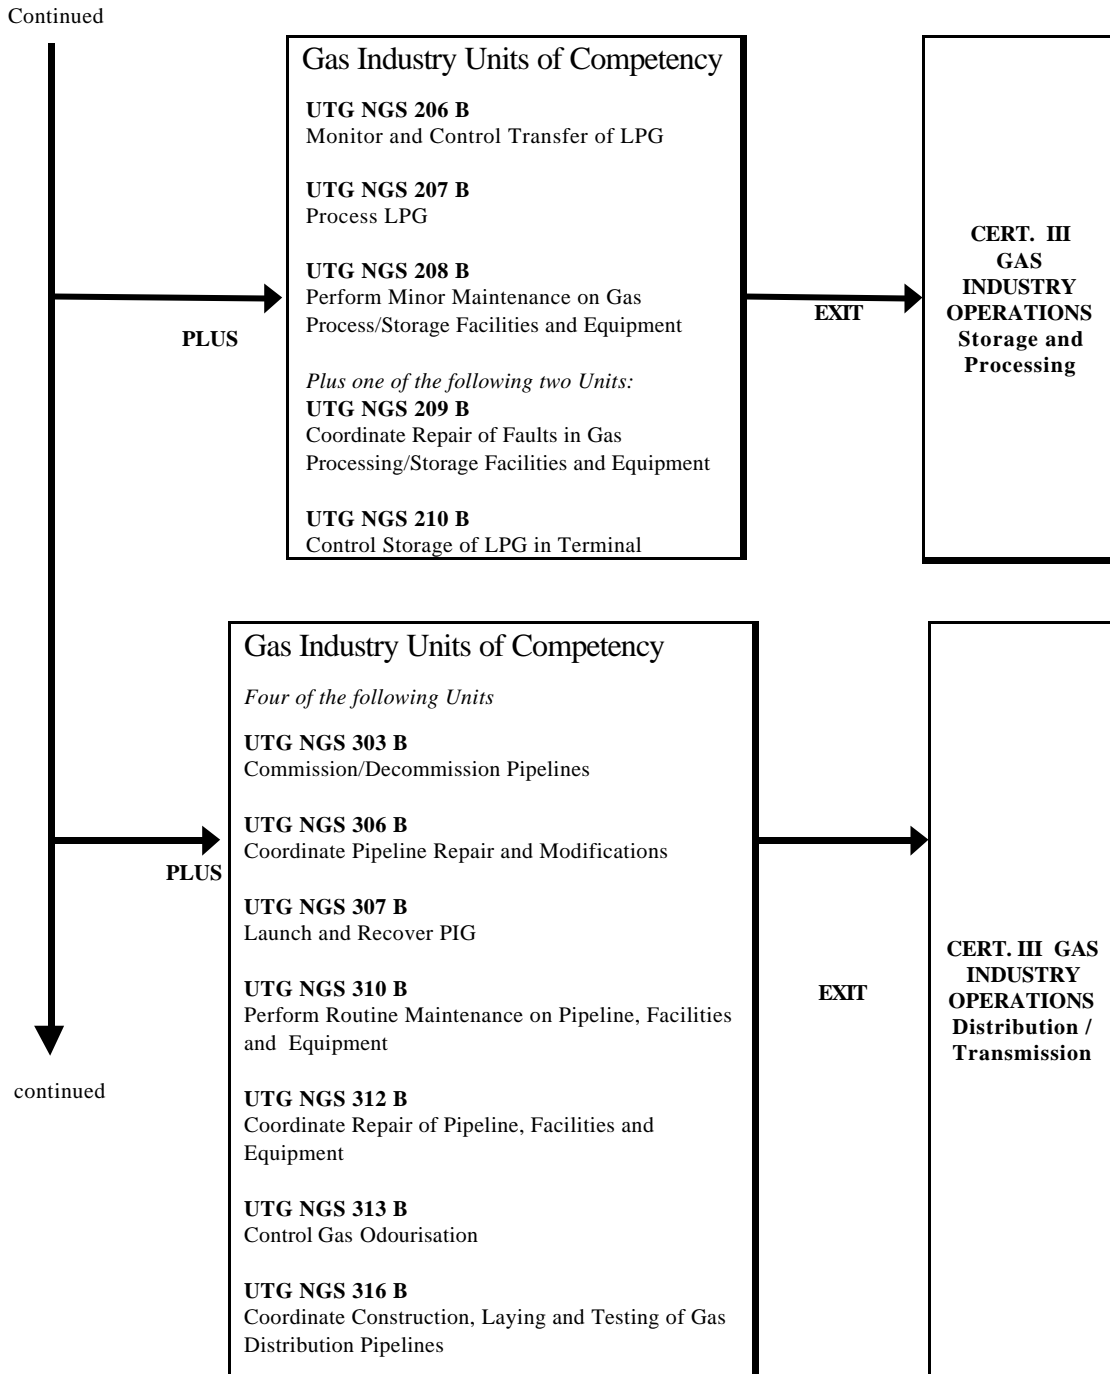 Continued
Gas Industry Units of Competency
UTG NGS 206 B
Monitor and Control Transfer of LPG
UTG NGS 207 B
Process LPG
UTG NGS 208 B
Perform Minor Maintenance on Gas
Process/Storage Facilities and Equipment
Plus one of the following two Units:
UTG NGS 209 B
Coordinate Repair of Faults in Gas
Processing/Storage Facilities and Equipment
UTG NGS 210 B
Control Storage of LPG in Terminal
PLUS
EXIT
CERT. III
GAS
INDUSTRY
OPERATIONS
Storage and
Processing
Gas Industry Units of Competency
Four of the following Units
UTG NGS 303 B
Commission/Decommission Pipelines
UTG NGS 306 B
Coordinate Pipeline Repair and Modifications
UTG NGS 307 B
Launch and Recover PIG
UTG NGS 310 B
Perform Routine Maintenance on Pipeline, Facilities
and Equipment
UTG NGS 312 B
Coordinate Repair of Pipeline, Facilities and
Equipment
UTG NGS 313 B
Control Gas Odourisation
UTG NGS 316 B
Coordinate Construction, Laying and Testing of Gas
Distribution Pipelines
PLUS
EXIT
CERT. III GAS
INDUSTRY
OPERATIONS
Distribution /
Transmission
continued